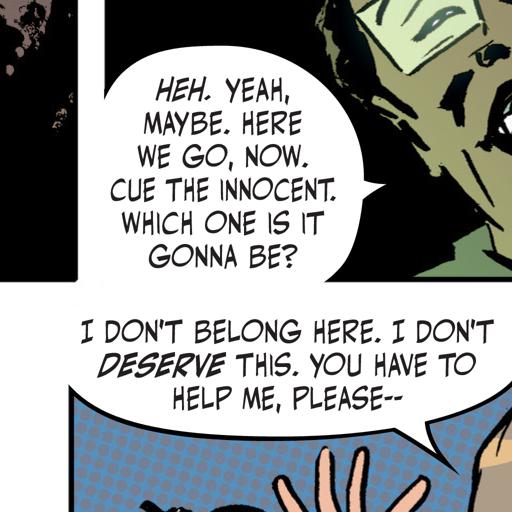 HEH. YEAH,
MAYBE. HERE
WE GO, NOW.
CUE THE INNOCENT.
WHICH ONE IS IT
GONNA BE?
I DON'T BELONG HERE. I DON'T
DESERVE THIS. YOU HAVE TO
HELP ME, PLEASE--